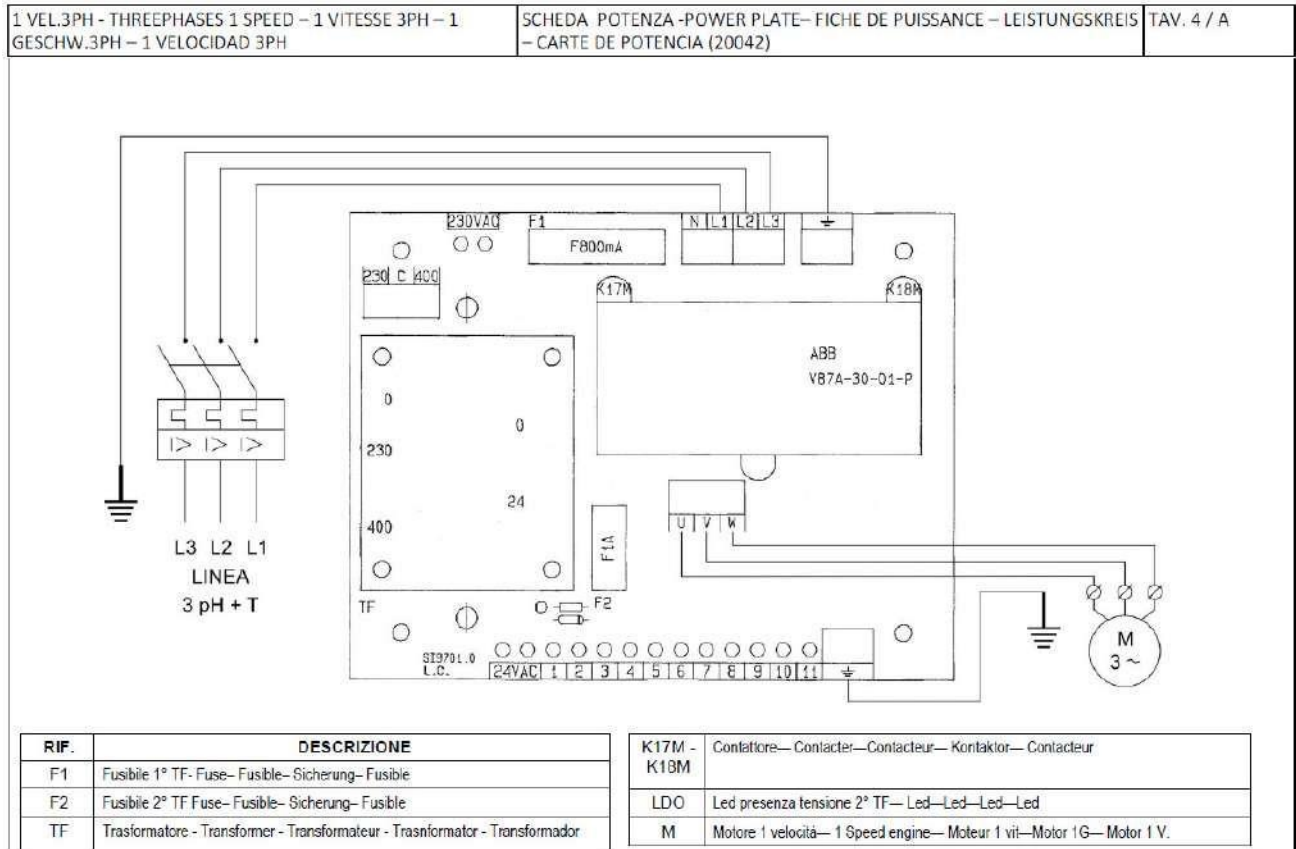 1 VEL.3PH - THREEPHASES 1 SPEED – 1 VITESSE 3PH – 1
GESCHW.3PH – 1 VELOCIDAD 3PH
SCHEDA POTENZA -POWER PLATE– FICHE DE PUISSANCE – LEISTUNGSKREIS
– CARTE DE POTENCIA (20042)
TAV. 4 / A
230VAC
F1
N L1 L2 L3
F800mA
230 C 400
K17M
K18M
ABB
V87A-30-01-P
0
0
230
24
400
U V W
F1A
L3 L2 L1
LINEA
3 pH + T
TF
F2
M
3 ~
SI9701.0
L.C.
24VAC 1 2 3 4 5 6 7 8 9 10 11
RIF.
DESCRIZIONE
F1
Fusibile 1° TF- Fuse– Fusible– Sicherung– Fusible
F2
Fusibile 2° TF Fuse– Fusible– Sicherung– Fusible
TF
Trasformatore - Transformer - Transformateur - Trasnformator - Transformador
K17M -
K18M
Contattore— Contacter—Contacteur— Kontaktor— Contacteur
LDO
Led presenza tensione 2° TF— Led—Led—Led—Led
M
Motore 1 velocità— 1 Speed engine— Moteur 1 vit—Motor 1G— Motor 1 V.